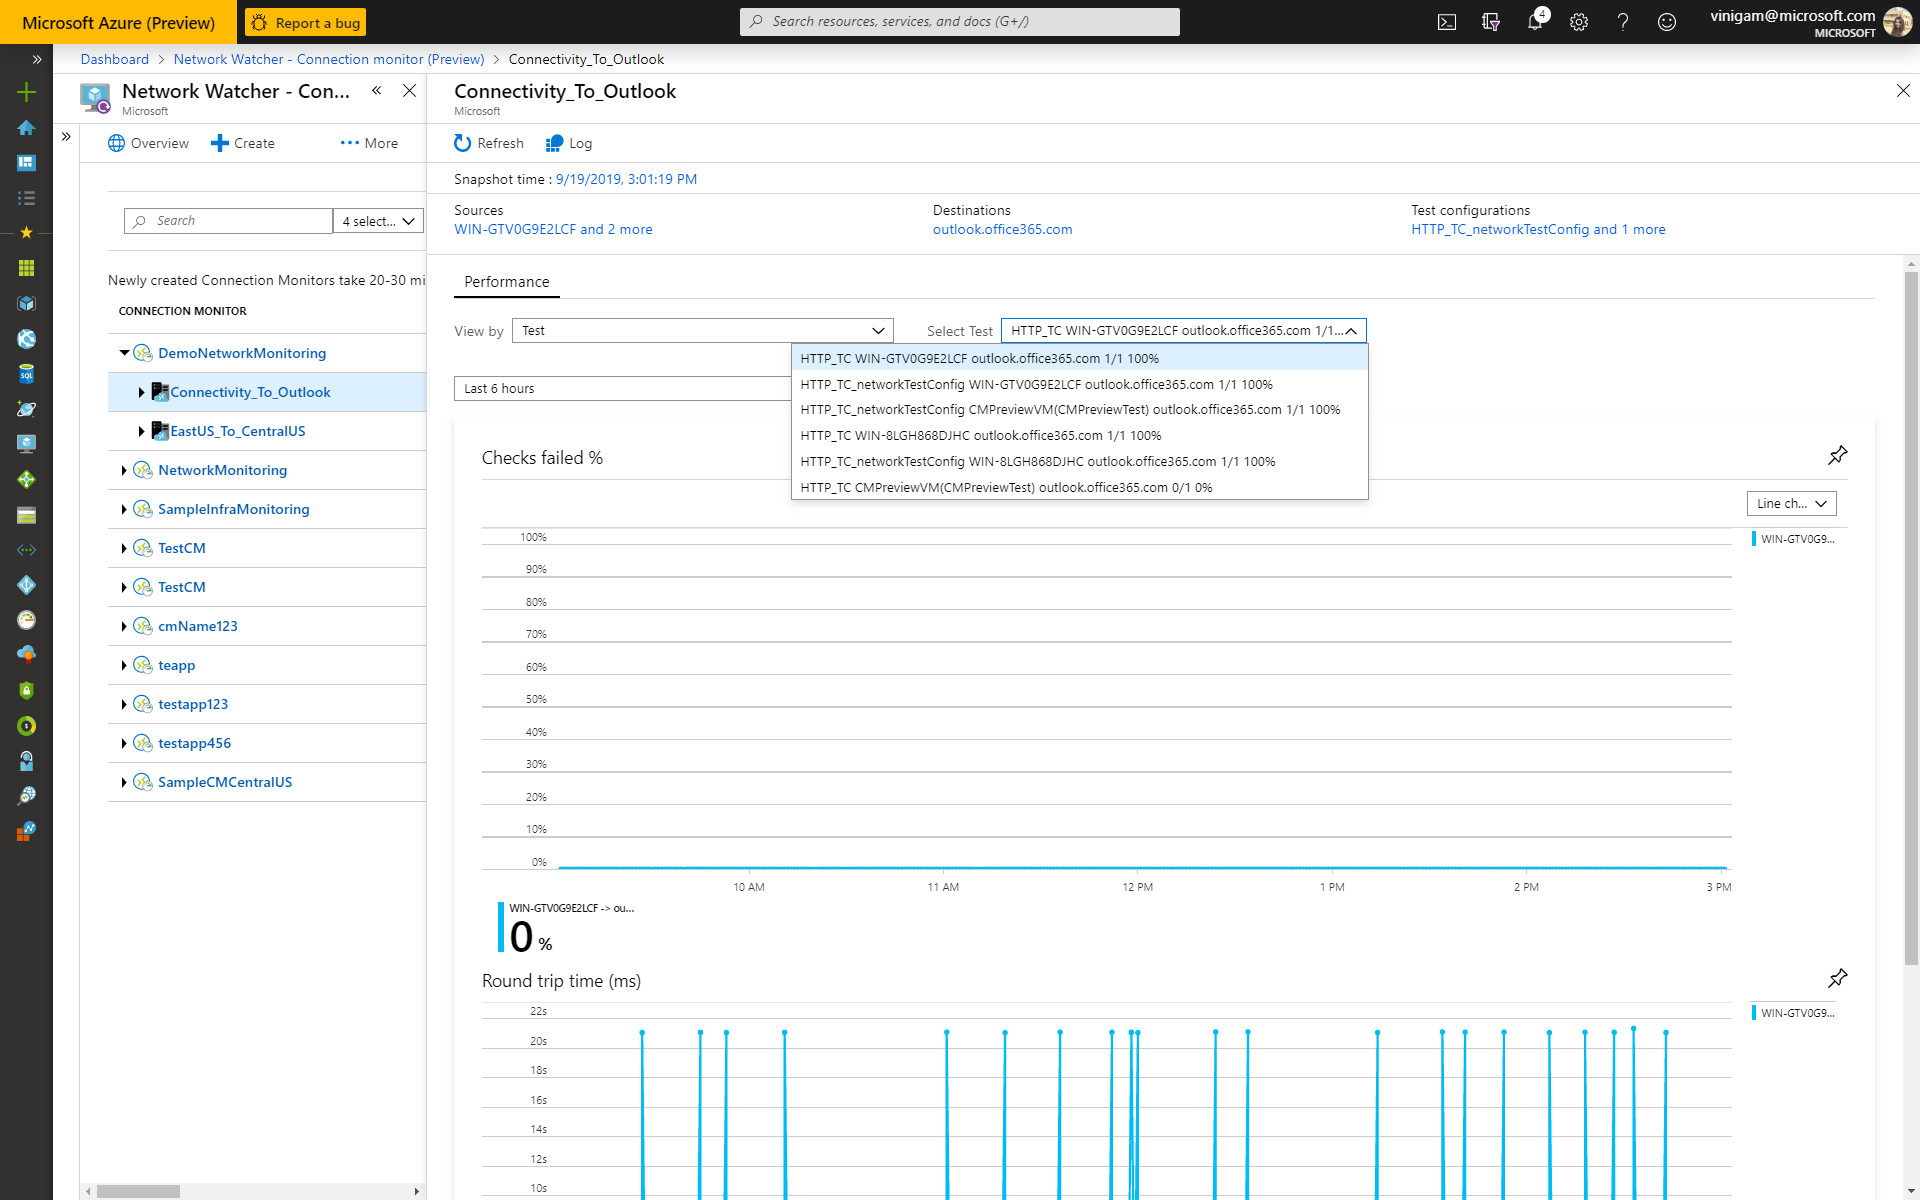 Microsoft Azure (Preview)
Report a bug
Search resources, services, and docs (G+/)
4
vinigam@microsoft.com
MICROSOFT
Dashboard > Network Watcher - Connection monitor (Preview) > Connectivity_To_Outlook
Network Watcher - Con...
Microsoft
Overview
Create
More
Search
4 select...
Newly created Connection Monitors take 20-30 mi
CONNECTION MONITOR
DemoNetworkMonitoring
Connectivity_To_Outlook
EastUS_To_CentralUS
NetworkMonitoring
SampleInfraMonitoring
TestCM
TestCM
cmName123
teapp
testapp123
testapp456
SampleCMCentralUS
Connectivity_To_Outlook
Microsoft
Refresh
Log
Snapshot time : 9/19/2019, 3:01:19 PM
Sources
WIN-GTV0G9E2LCF and 2 more
Destinations
outlook.office365.com
Test configurations
HTTP_TC_networkTestConfig and 1 more
Performance
View by
Test
Select Test
HTTP_TC WIN-GTV0G9E2LCF outlook.office365.com 1/1...
HTTP_TC WIN-GTV0G9E2LCF outlook.office365.com 1/1 100%
HTTP_TC_networkTestConfig WIN-GTV0G9E2LCF outlook.office365.com 1/1 100%
HTTP_TC_networkTestConfig CMPreviewVM(CMPreviewTest) outlook.office365.com 1/1 100%
HTTP_TC WIN-8LGH868DJHC outlook.office365.com 1/1 100%
HTTP_TC_networkTestConfig WIN-8LGH868DJHC outlook.office365.com 1/1 100%
HTTP_TC CMPreviewVM(CMPreviewTest) outlook.office365.com 0/1 0%
Last 6 hours
Checks failed %
Line ch...
WIN-GTV0G9...
100%
90%
80%
70%
60%
50%
40%
30%
20%
10%
0%
10 AM
11 AM
12 PM
1 PM
2 PM
3 PM
WIN-GTV0G9E2LCF -> ou...
0 %
Round trip time (ms)
WIN-GTV0G9...
22s
20s
18s
16s
14s
12s
10s